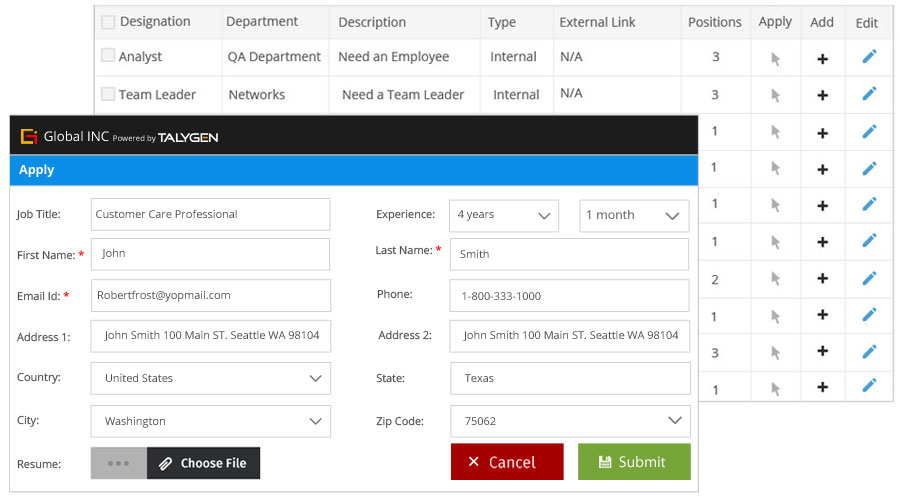 Designation Department Description Type External Link Positions Apply Add Edit
Analyst QA Department Need an Employee Internal N/A 3
Team Leader Networks Need a Team Leader Internal N/A 3
Global INC Powered by TALYGEN
1
Apply
1
Job Title: Customer Care Professional Experience: 4 years 1 month
1
First Name: * John Last Name: * Smith
1
Email Id: * Robertfrost@yopmail.com Phone: 1-800-333-1000
2
Address 1: John Smith 100 Main ST. Seattle WA 98104 Address 2: John Smith 100 Main ST. Seattle WA 98104
1
3
Country: United States State: Texas
1
City: Washington Zip Code: 75062
Resume: Choose File Cancel Submit